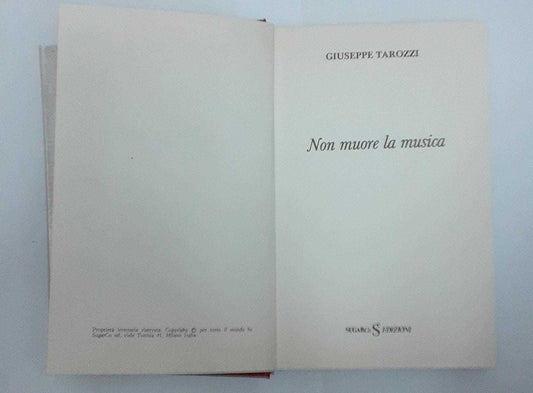 Proprietà letteraria riservata. Copyright © per tutto il mondo by
SugarCo srl, viale Tunisia 41, Milano Italia
GIUSEPPE TAROZZI
Non muore la musica
SUGARCO S EDIZIONI